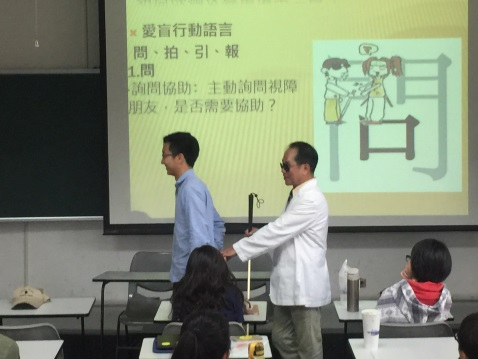 愛盲行動語言
問、拍、引、報
1.問
詢問協助:主動詢問視障
朋友，是否需要協助？
問